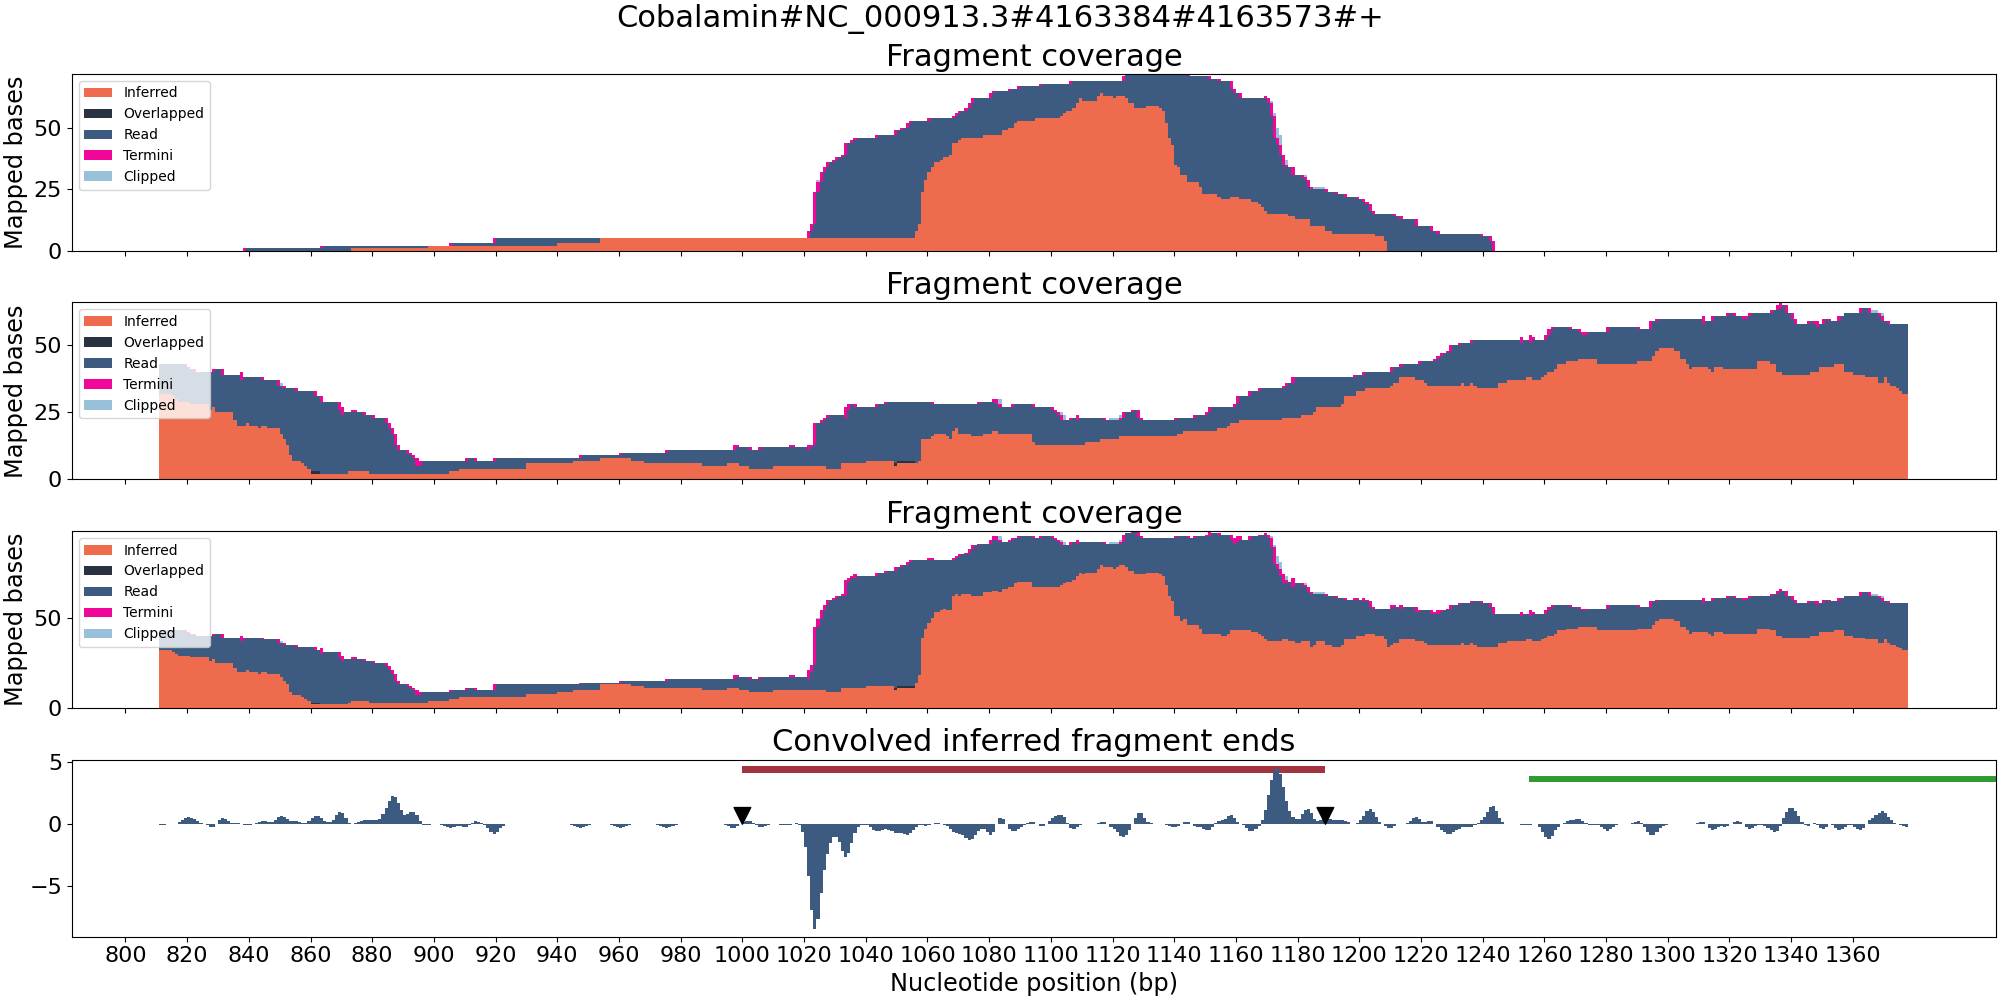 Cobalamin#NC_000913.3#4163384#4163573#+
Fragment coverage
Mapped bases
50
25
0
Inferred
Overlapped
Read
Termini
Clipped
Fragment coverage
Mapped bases
50
25
0
Inferred
Overlapped
Read
Termini
Clipped
Fragment coverage
Mapped bases
50
0
Inferred
Overlapped
Read
Termini
Clipped
Convolved inferred fragment ends
5
0
−5
800 820 840 860 880 900 920 940 960 980 1000 1020 1040 1060 1080 1100 1120 1140 1160 1180 1200 1220 1240 1260 1280 1300 1320 1340 1360
Nucleotide position (bp)